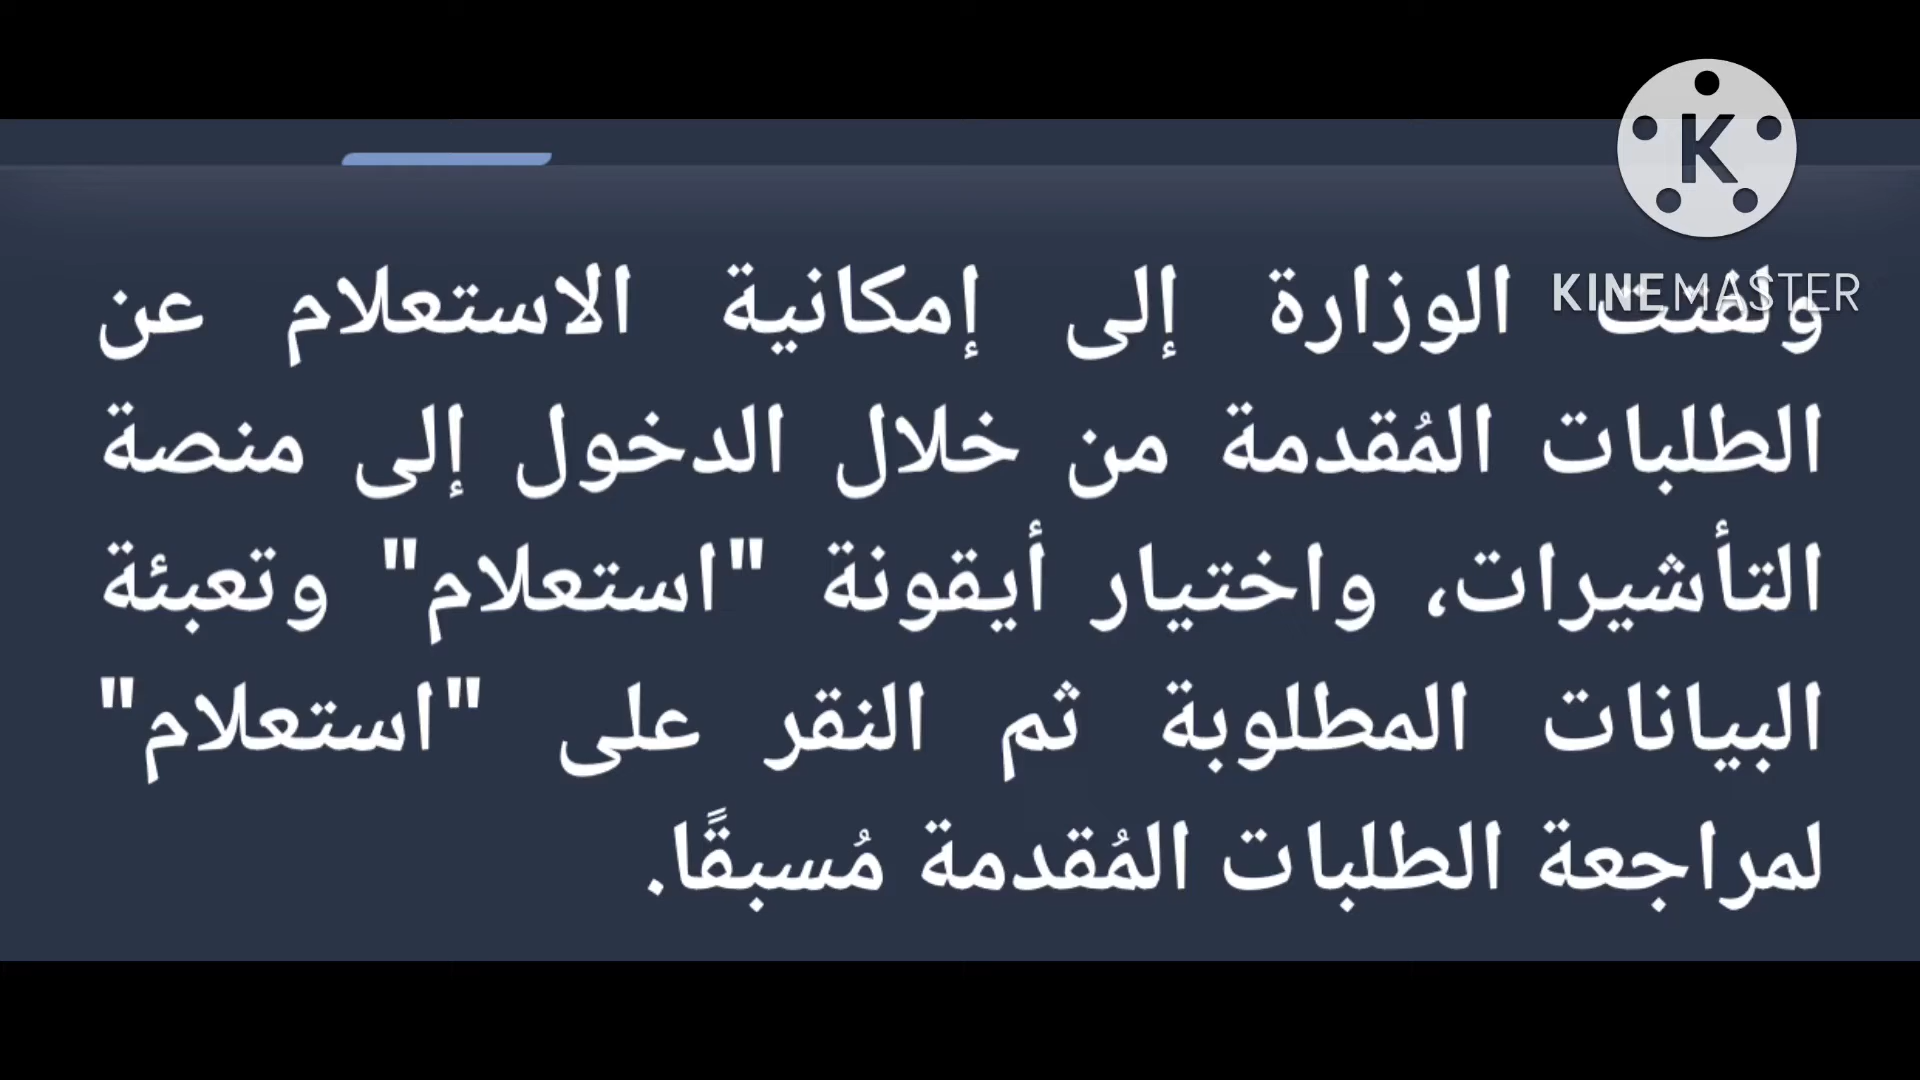 KINEMASTER
ولفتت الوزارة إلى إمكانية الاستعلام عن
الطلبات المُقدمة من خلال الدخول إلى منصة
التأشيرات، واختيار أيقونة "استعلام" وتعبئة
البيانات المطلوبة ثم النقر على "استعلام"
لمراجعة الطلبات المُقدمة مُسبقًا.